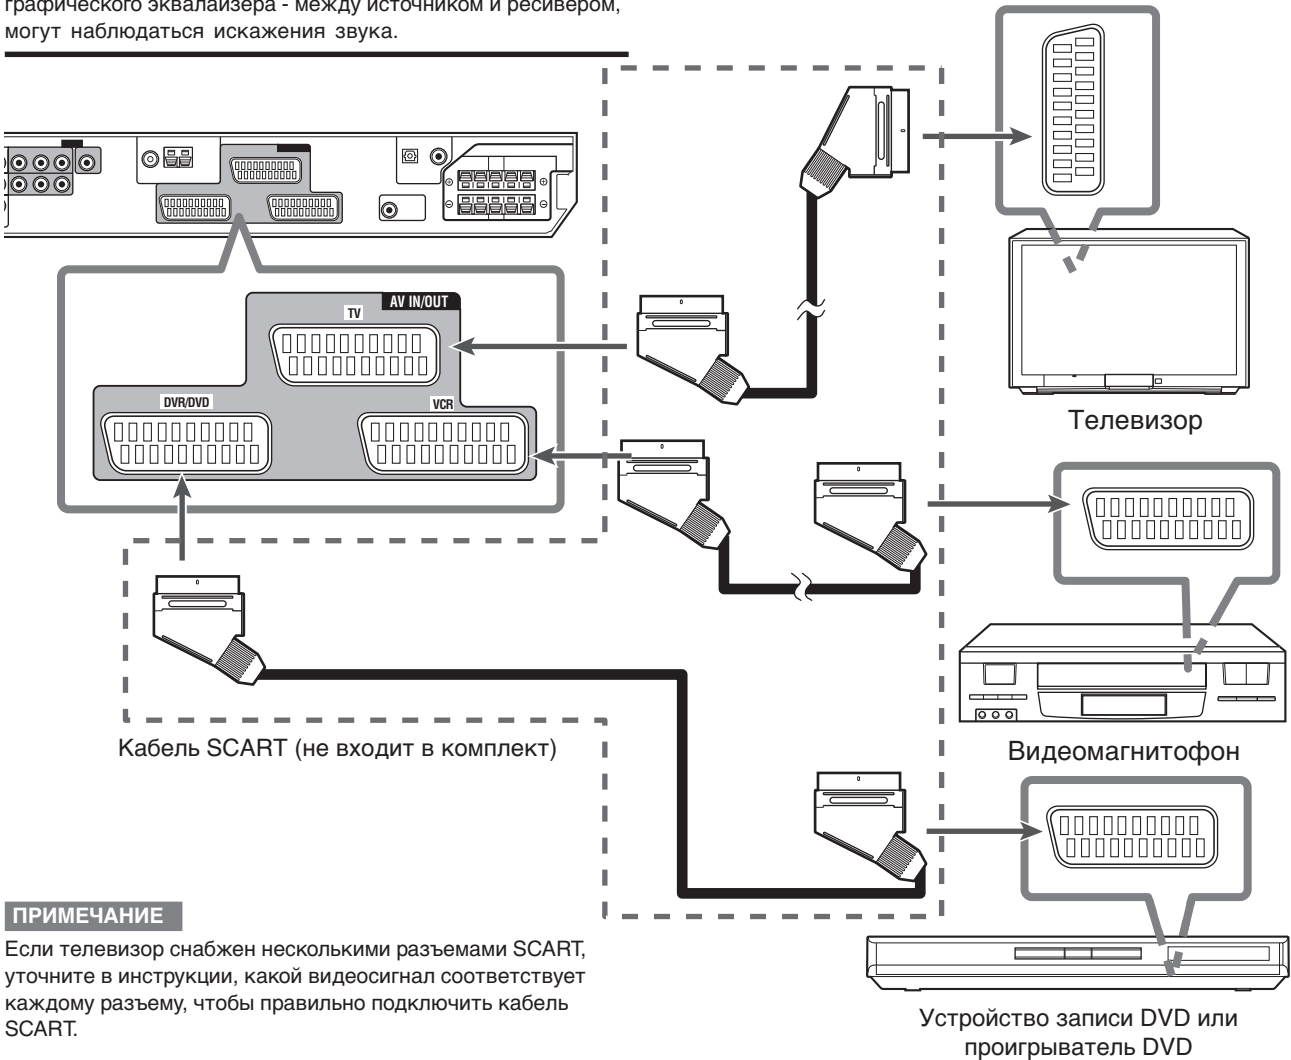 графического эквалайзера - между источником и ресивером,
могут наблюдаться искажения звука.
AV IN/OUT
TV
DVR/DVD
VCR
Телевизор
Видеомагнитофон
Кабель SCART (не входит в комплект)
ПРИМЕЧАНИЕ
Если телевизор снабжен несколькими разъемами SCART,
уточните в инструкции, какой видеосигнал соответствует
каждому разъему, чтобы правильно подключить кабель
SCART.
Устройство записи DVD или
проигрыватель DVD